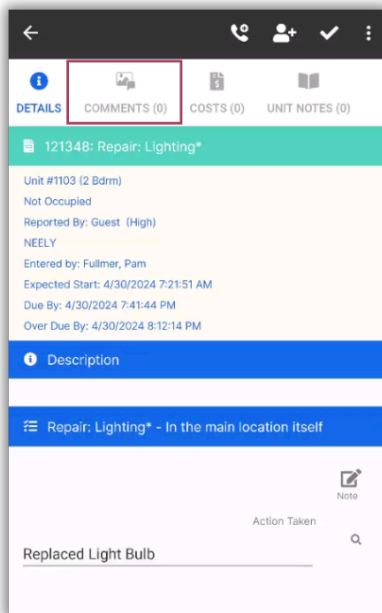 DETAILS
COMMENTS (0)
COSTS (0)
UNIT NOTES (0)
121348: Repair: Lighting*
Unit #1103 (2 Bdrm)
Not Occupied
Reported By: Guest (High)
NEELY
Entered by: Fullmer, Pam
Expected Start: 4/30/2024 7:21:51 AM
Due By: 4/30/2024 7:41:44 PM
Over Due By: 4/30/2024 8:12:14 PM
Description
Repair: Lighting* - In the main location itself
Note
Action Taken
Replaced Light Bulb